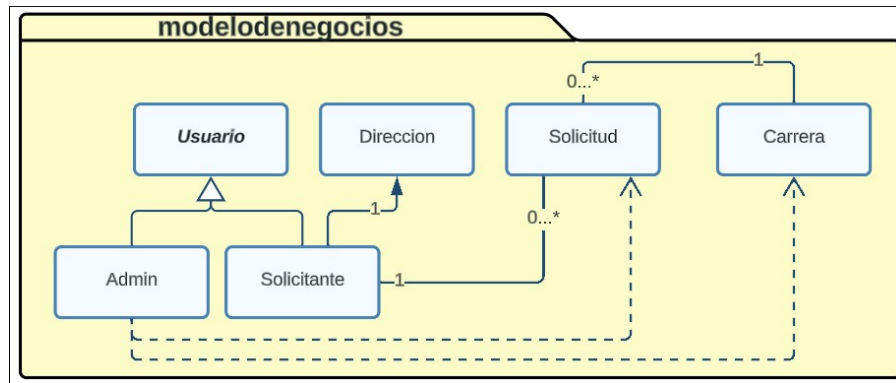 modelodenegocios
1
0...*
Usuario
Direccion
Solicitud
Carrera
1
0...*
Admin
Solicitante
1